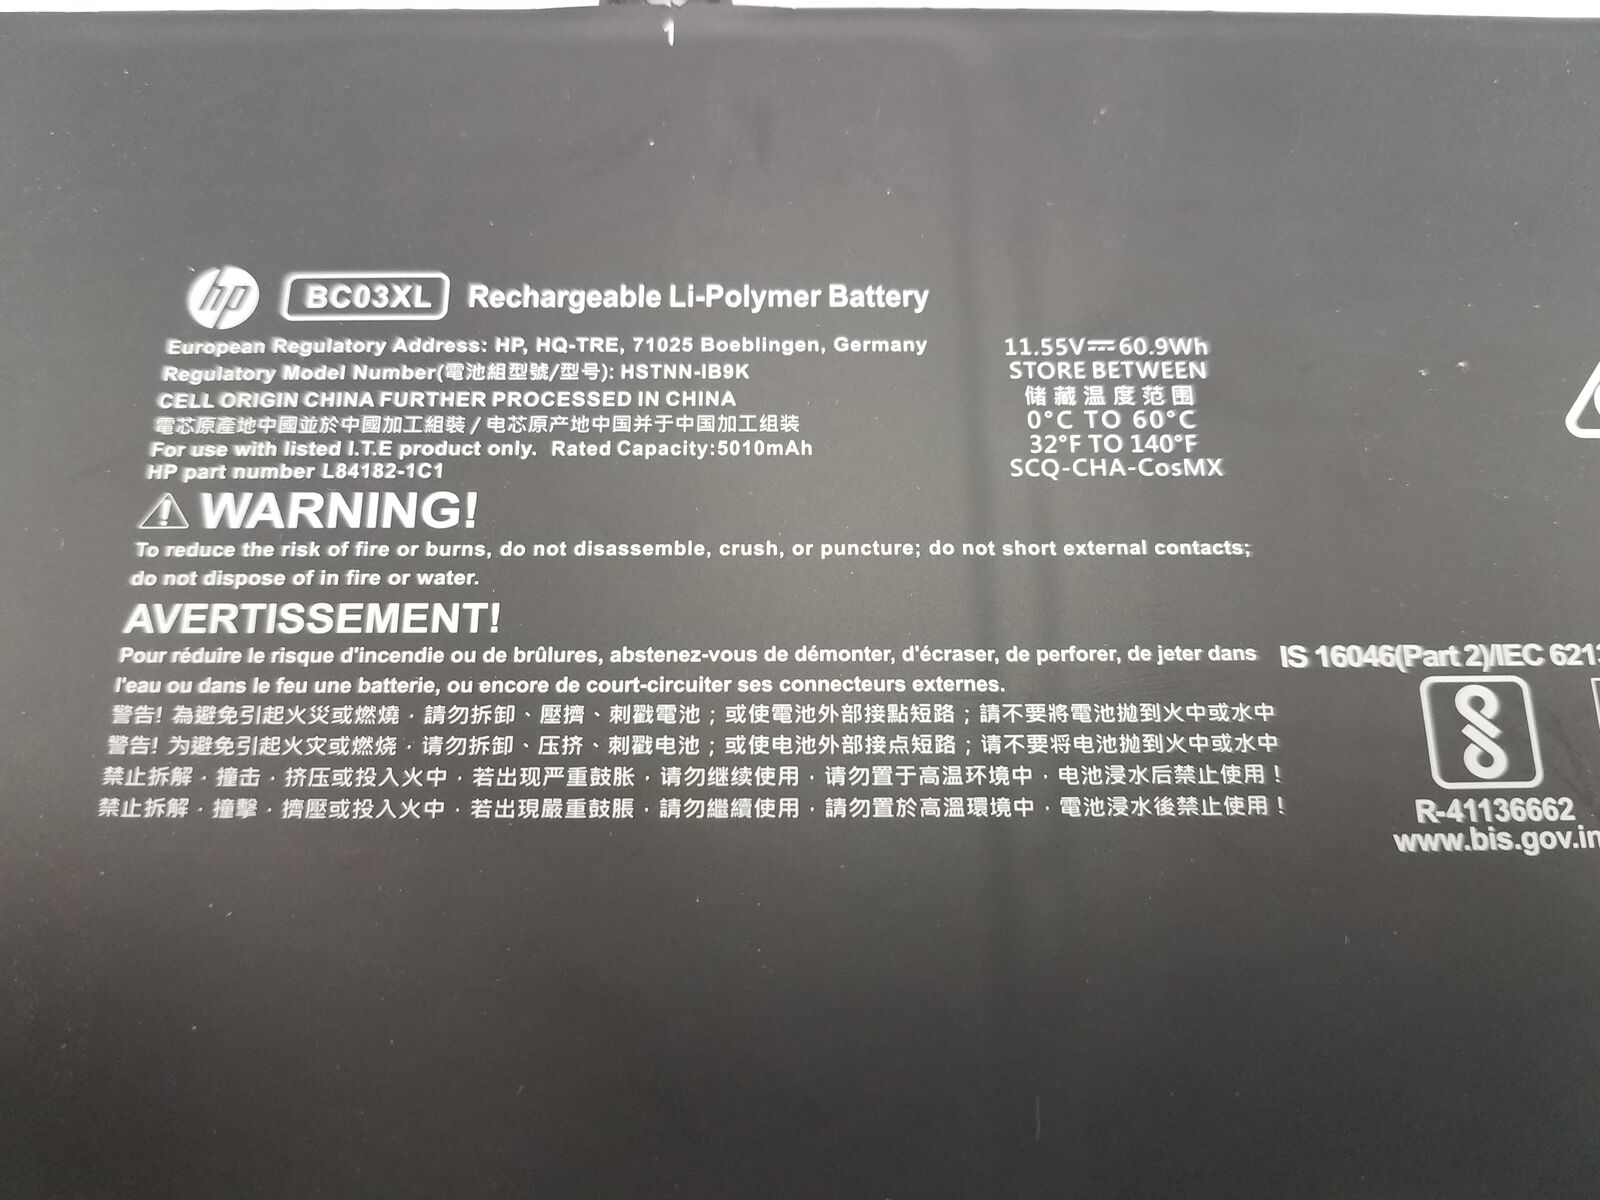 hp BC03XL Rechargeable Li-Polymer Battery
European Regulatory Address: HP, HQ-TRE, 71025 Boeblingen, Germany
Regulatory Model Number(電池組型號/型号): HSTNN-IB9K
CELL ORIGIN CHINA FURTHER PROCESSED IN CHINA
電芯原產地中國並於中國加工組裝 / 电芯原产地中国并于中国加工组装
For use with listed I.T.E product only. Rated Capacity:5010mAh
HP part number L84182-1C1
11.55V⎓60.9Wh
STORE BETWEEN
储藏温度范围
0°C TO 60°C
32°F TO 140°F
SCQ-CHA-CosMX
WARNING!
To reduce the risk of fire or burns, do not disassemble, crush, or puncture; do not short external contacts;
do not dispose of in fire or water.
AVERTISSEMENT!
Pour réduire le risque d'incendie ou de brûlures, abstenez-vous de démonter, d'écraser, de perforer, de jeter dans
l'eau ou dans le feu une batterie, ou encore de court-circuiter ses connecteurs externes.
警告! 為避免引起火災或燃燒，請勿拆卸、壓擠、刺戳電池；或使電池外部接點短路；請不要將電池拋到火中或水中
警告! 为避免引起火灾或燃烧，请勿拆卸、压挤、刺戳电池；或使电池外部接点短路；请不要将电池抛到火中或水中
禁止拆解，撞击，挤压或投入火中，若出现严重鼓胀，请勿继续使用，请勿置于高温环境中，电池浸水后禁止使用！
禁止拆解，撞擊，擠壓或投入火中，若出現嚴重鼓脹，請勿繼續使用，請勿置於高溫環境中，電池浸水後禁止使用！
IS 16046(Part 2)/IEC 6213
R-41136662
www.bis.gov.in